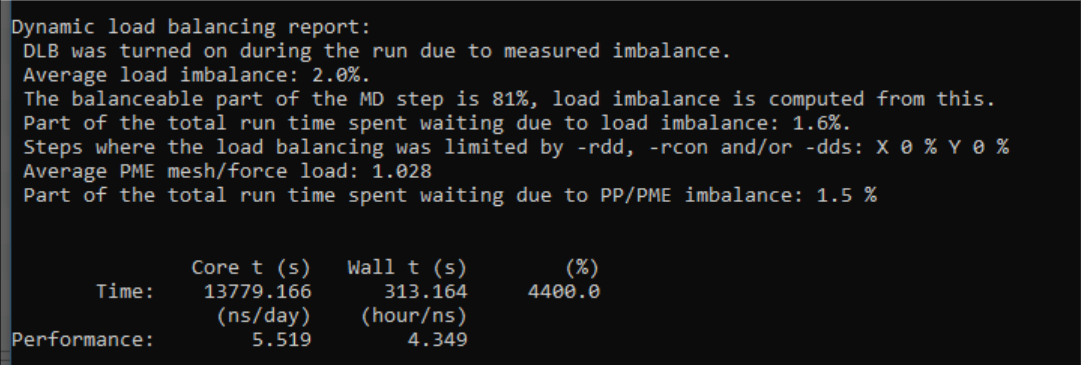 Dynamic load balancing report:
DLB was turned on during the run due to measured imbalance.
Average load imbalance: 2.0%.
The balanceable part of the MD step is 81%, load imbalance is computed from this.
Part of the total run time spent waiting due to load imbalance: 1.6%.
Steps where the load balancing was limited by -rdd, -rcon and/or -dds: X 0 % Y 0 %
Average PME mesh/force load: 1.028
Part of the total run time spent waiting due to PP/PME imbalance: 1.5 %
Core t (s) Wall t (s) (%)
Time: 13779.166 313.164 4400.0
(ns/day) (hour/ns)
Performance: 5.519 4.349